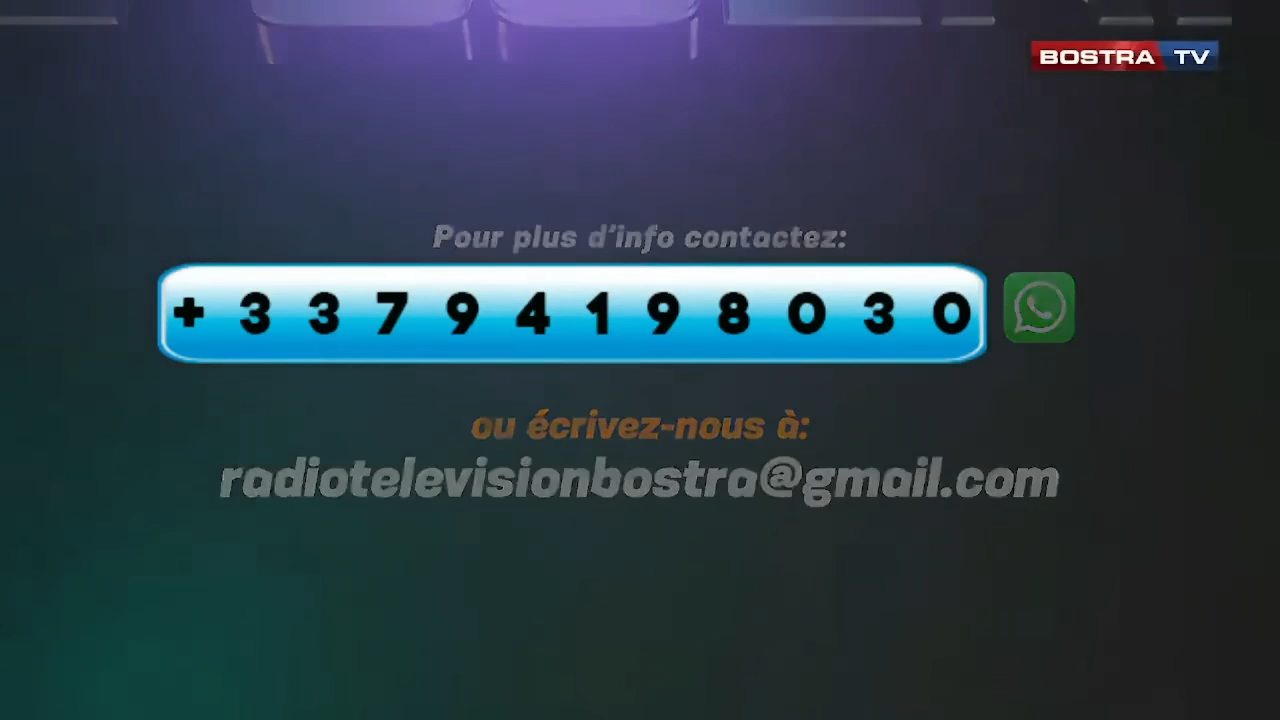 BOSTRA TV
Pour plus d'info contactez:
+ 3 3 7 9 4 1 9 8 0 3 0
ou écrivez-nous à:
radiotelevisionbostra@gmail.com